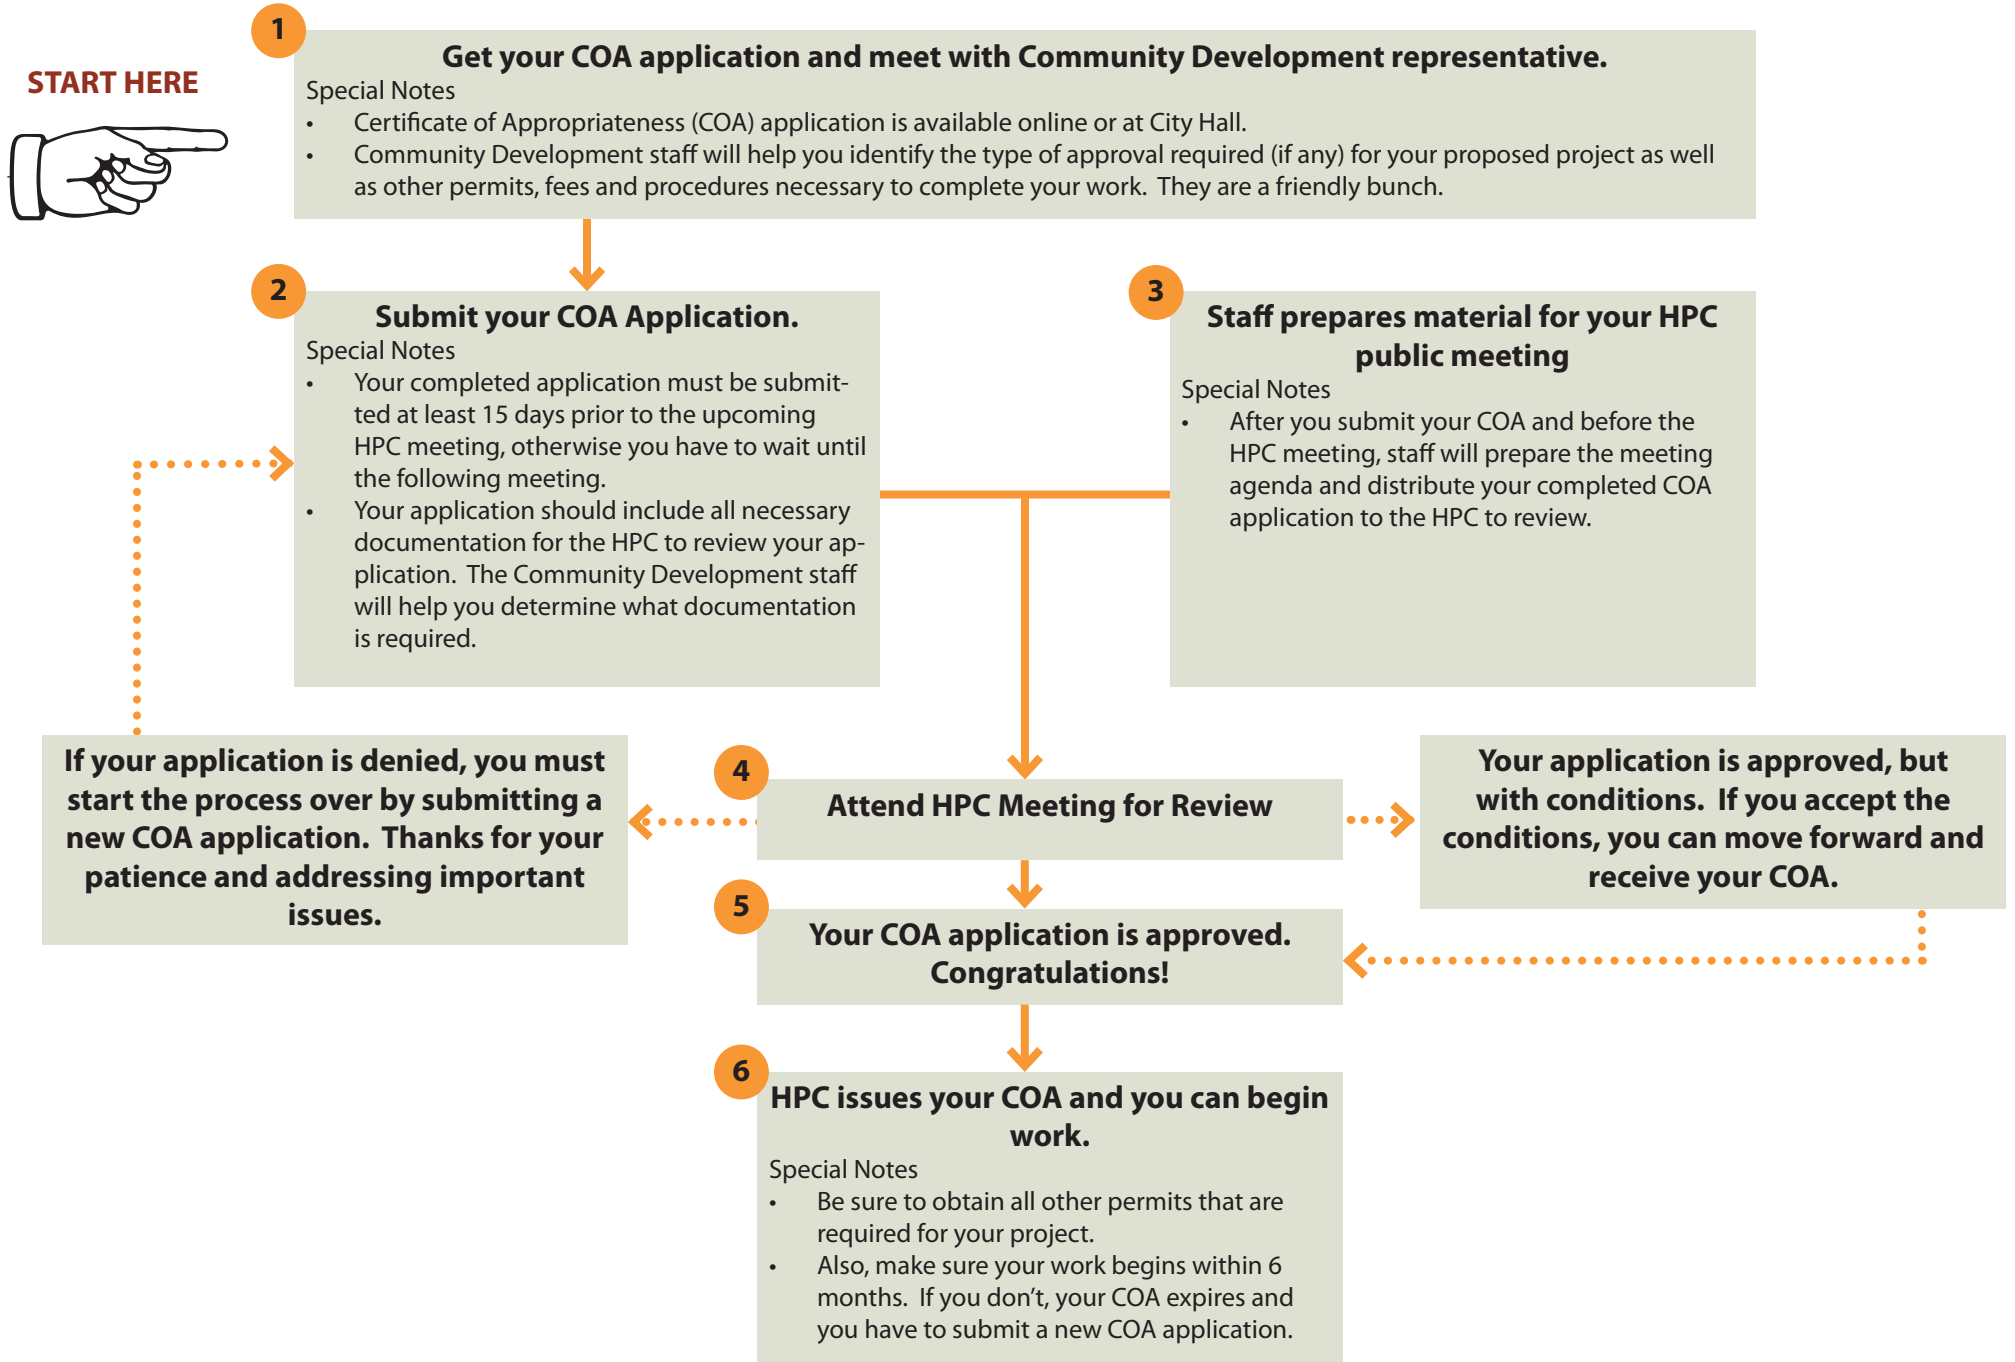 START HERE
1
Get your COA application and meet with Community Development representative.
Special Notes
• Certificate of Appropriateness (COA) application is available online or at City Hall.
• Community Development staff will help you identify the type of approval required (if any) for your proposed project as well
as other permits, fees and procedures necessary to complete your work.  They are a friendly bunch.
2
Submit your COA Application.
Special Notes
• Your completed application must be submit-
ted at least 15 days prior to the upcoming
HPC meeting, otherwise you have to wait until
the following meeting.
• Your application should include all necessary
documentation for the HPC to review your ap-
plication.  The Community Development staff
will help you determine what documentation
is required.
3
Staff prepares material for your HPC
public meeting
Special Notes
• After you submit your COA and before the
HPC meeting, staff will prepare the meeting
agenda and distribute your completed COA
application to the HPC to review.
If your application is denied, you must
start the process over by submitting a
new COA application.  Thanks for your
patience and addressing important
issues.
4
Attend HPC Meeting for Review
Your application is approved, but
with conditions.  If you accept the
conditions, you can move forward and
receive your COA.
5
Your COA application is approved.
Congratulations!
6
HPC issues your COA and you can begin
work.
Special Notes
• Be sure to obtain all other permits that are
required for your project.
• Also, make sure your work begins within 6
months.  If you don’t, your COA expires and
you have to submit a new COA application.